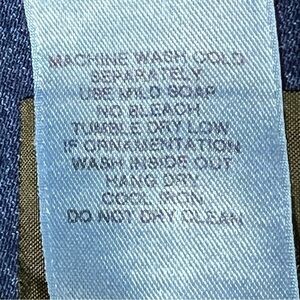 MACHINE WASH COLD
SEPARATELY
USE MILD SOAP
NO BLEACH
TUMBLE DRY LOW
IF ORNAMENTATION
WASH INSIDE OUT
HANG DRY
COOL IRON
DO NOT DRY CLEAN